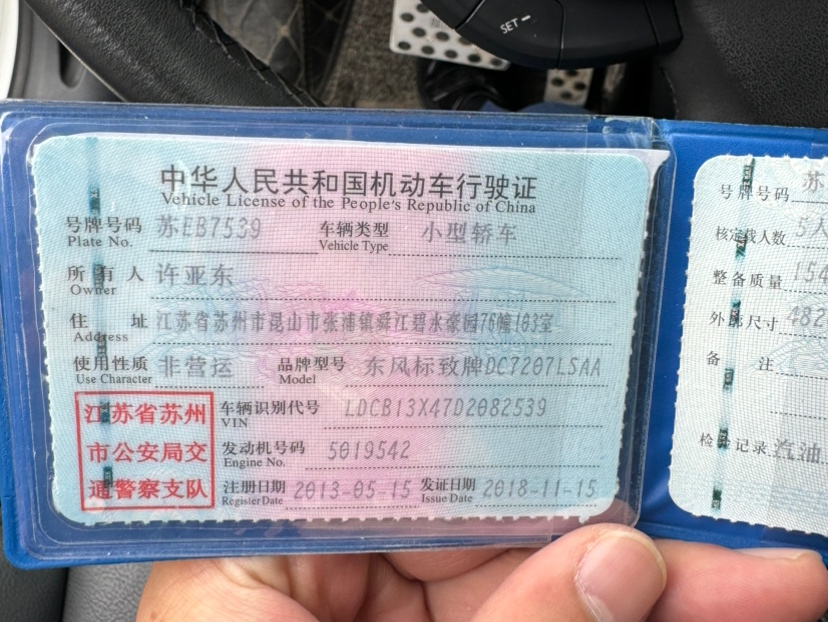 SET
中华人民共和国机动车行驶证
Vehicle License of the People's Republic of China
号牌号码 苏EB7539 车辆类型 小型轿车
Plate No. Vehicle Type
所有人 许亚东
Owner
住址 江苏省苏州市昆山市张浦镇舜江碧水豪园76幢103室
Address
使用性质 非营运 品牌型号 东风标致牌DC7207LSAA
Use Character Model
江苏省苏州
市公安局交
通警察支队
车辆识别代号 LDCB13X47D2082539
VIN
发动机号码 5019542
Engine No.
注册日期 2013-05-15 发证日期 2018-11-15
Register Date Issue Date
号牌号码 苏
核定载人数 5人
整备质量 154
外廓尺寸 482
备注
检验记录 汽油